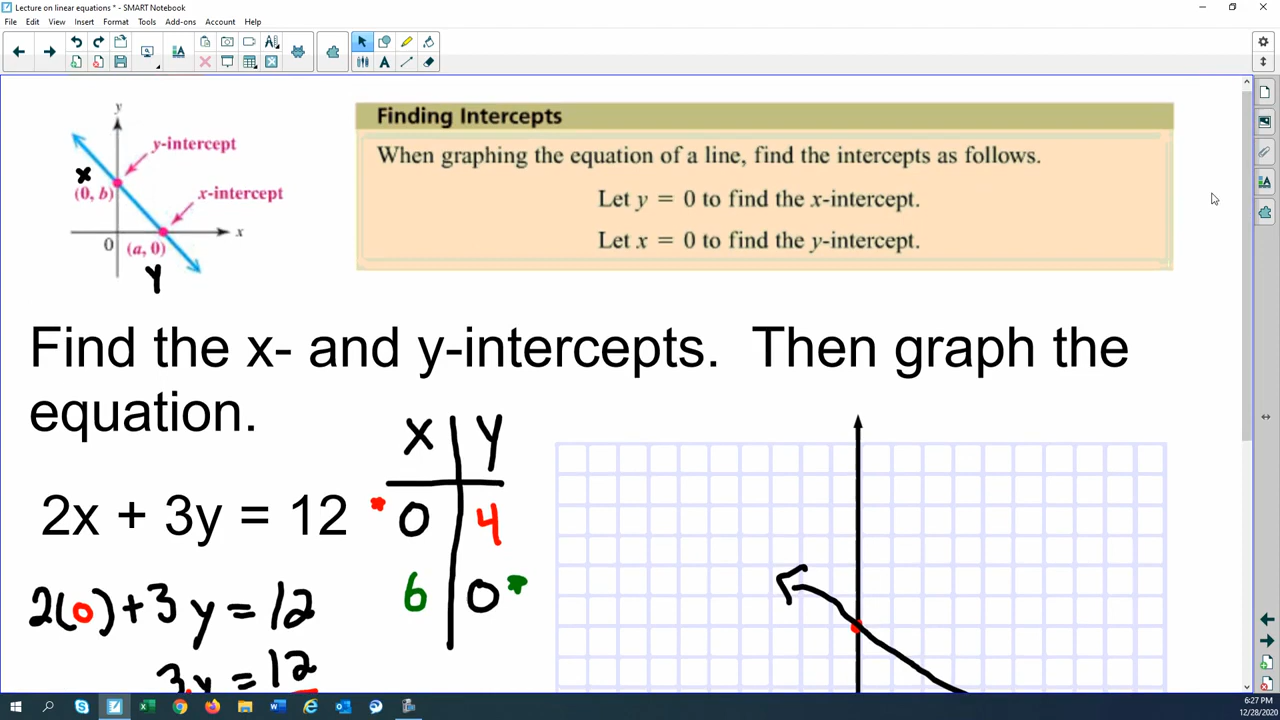 Lecture on linear equations * - SMART Notebook
File Edit View Insert Format Tools Add-ons Account Help
y
y-intercept
x
(0, b)
x-intercept
x
0
(a, 0)
Y
Finding Intercepts
When graphing the equation of a line, find the intercepts as follows.
Let y = 0 to find the x-intercept.
Let x = 0 to find the y-intercept.
Find the x- and y-intercepts. Then graph the
equation.
X Y
2x + 3y = 12
* 0 4
6 0 *
2(0) + 3y = 12
3y = 12
6:27 PM
12/28/2020